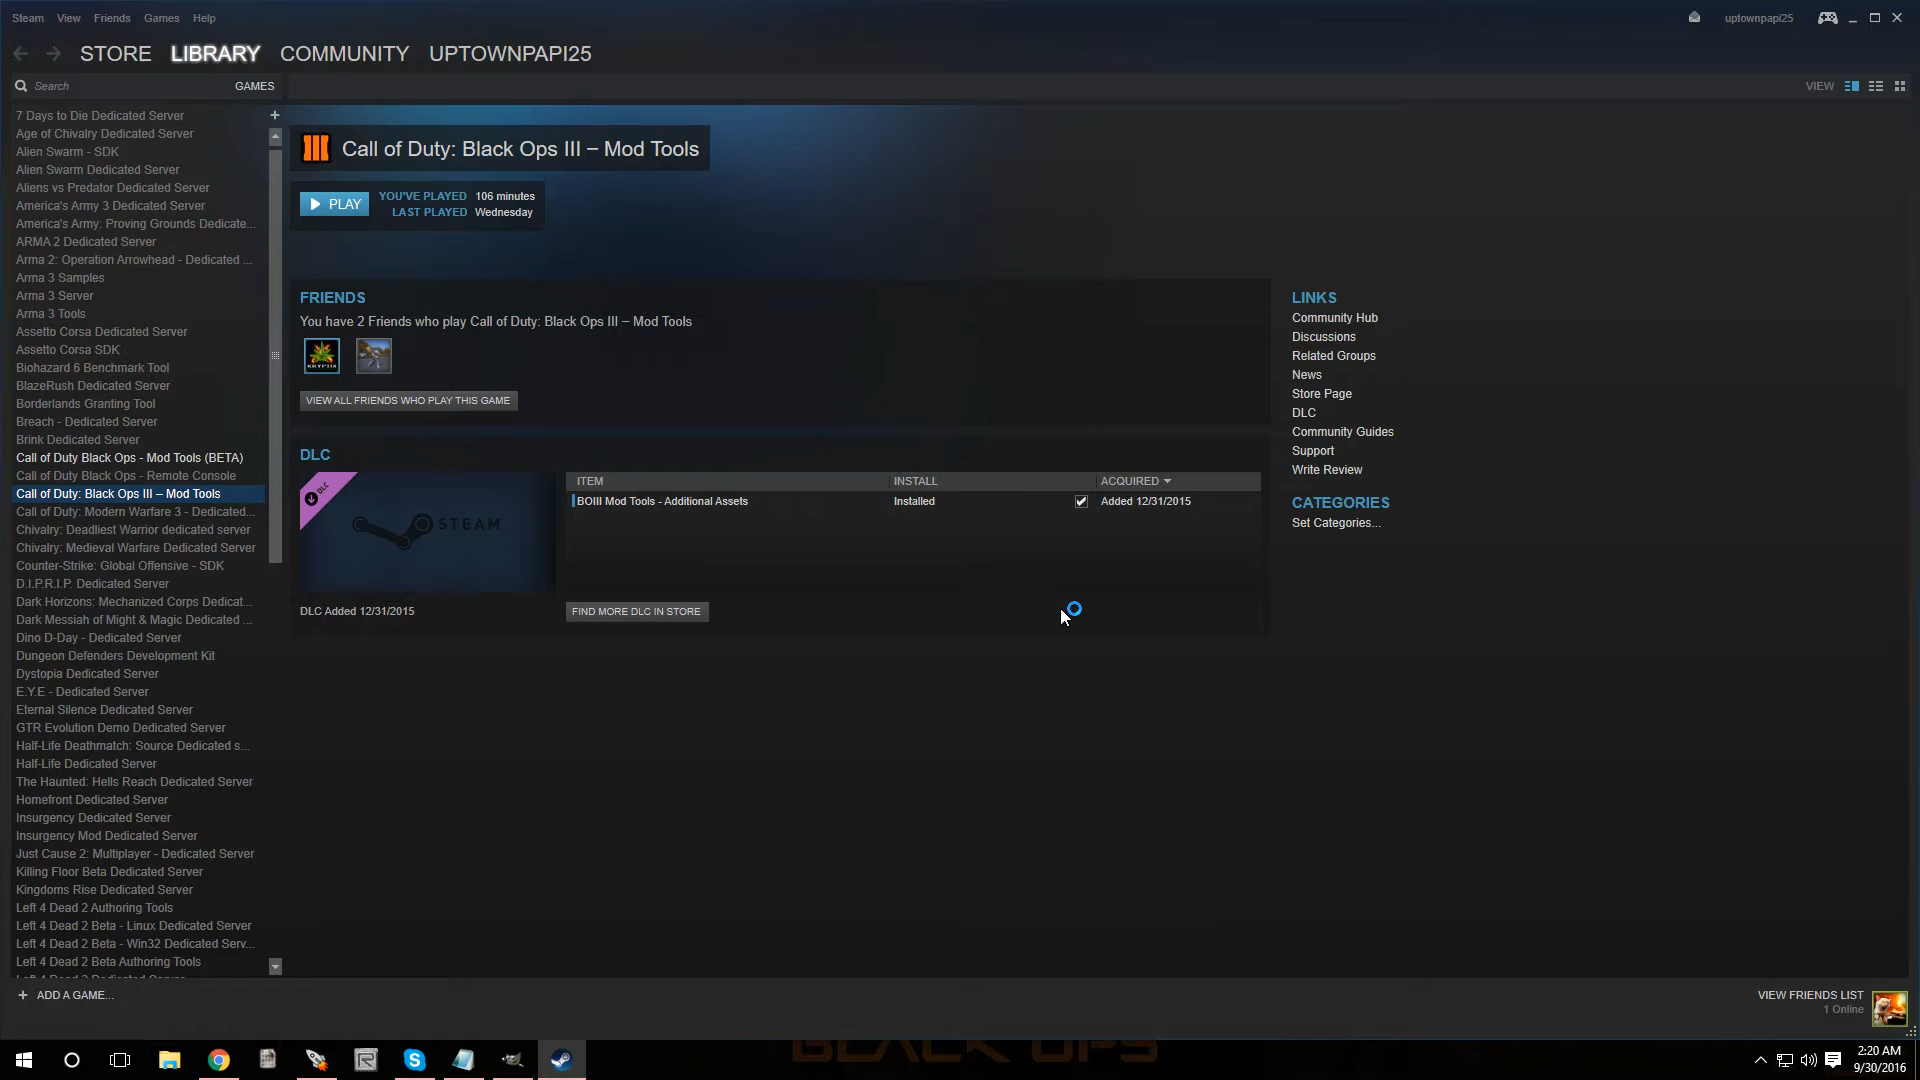 Steam View Friends Games Help
uptownpapi25
STORE LIBRARY COMMUNITY UPTOWNPAPI25
Search GAMES
VIEW
7 Days to Die Dedicated Server
Age of Chivalry Dedicated Server
Alien Swarm - SDK
Alien Swarm Dedicated Server
Aliens vs Predator Dedicated Server
America's Army 3 Dedicated Server
America's Army: Proving Grounds Dedicate...
ARMA 2 Dedicated Server
Arma 2: Operation Arrowhead - Dedicated ...
Arma 3 Samples
Arma 3 Server
Arma 3 Tools
Assetto Corsa Dedicated Server
Assetto Corsa SDK
Biohazard 6 Benchmark Tool
BlazeRush Dedicated Server
Borderlands Granting Tool
Breach - Dedicated Server
Brink Dedicated Server
Call of Duty Black Ops - Mod Tools (BETA)
Call of Duty Black Ops - Remote Console
Call of Duty: Black Ops III – Mod Tools
Call of Duty: Modern Warfare 3 - Dedicated...
Chivalry: Deadliest Warrior dedicated server
Chivalry: Medieval Warfare Dedicated Server
Counter-Strike: Global Offensive - SDK
D.I.P.R.I.P. Dedicated Server
Dark Horizons: Mechanized Corps Dedicat...
Dark Messiah of Might & Magic Dedicated ...
Dino D-Day - Dedicated Server
Dungeon Defenders Development Kit
Dystopia Dedicated Server
E.Y.E - Dedicated Server
Eternal Silence Dedicated Server
GTR Evolution Demo Dedicated Server
Half-Life Deathmatch: Source Dedicated s...
Half-Life Dedicated Server
The Haunted: Hells Reach Dedicated Server
Homefront Dedicated Server
Insurgency Dedicated Server
Insurgency Mod Dedicated Server
Just Cause 2: Multiplayer - Dedicated Server
Killing Floor Beta Dedicated Server
Kingdoms Rise Dedicated Server
Left 4 Dead 2 Authoring Tools
Left 4 Dead 2 Beta - Linux Dedicated Server
Left 4 Dead 2 Beta - Win32 Dedicated Serv...
Left 4 Dead 2 Beta Authoring Tools
Left 4 Dead 2 Dedicated Server
+ ADD A GAME...
III Call of Duty: Black Ops III – Mod Tools
PLAY
YOU'VE PLAYED 106 minutes
LAST PLAYED Wednesday
FRIENDS
You have 2 Friends who play Call of Duty: Black Ops III – Mod Tools
KRYPTIX
VIEW ALL FRIENDS WHO PLAY THIS GAME
DLC
DLC
STEAM
DLC Added 12/31/2015
ITEM INSTALL ACQUIRED
BOIII Mod Tools - Additional Assets Installed Added 12/31/2015
FIND MORE DLC IN STORE
LINKS
Community Hub
Discussions
Related Groups
News
Store Page
DLC
Community Guides
Support
Write Review
CATEGORIES
Set Categories...
VIEW FRIENDS LIST
1 Online
BLACK OPS
2:20 AM
9/30/2016